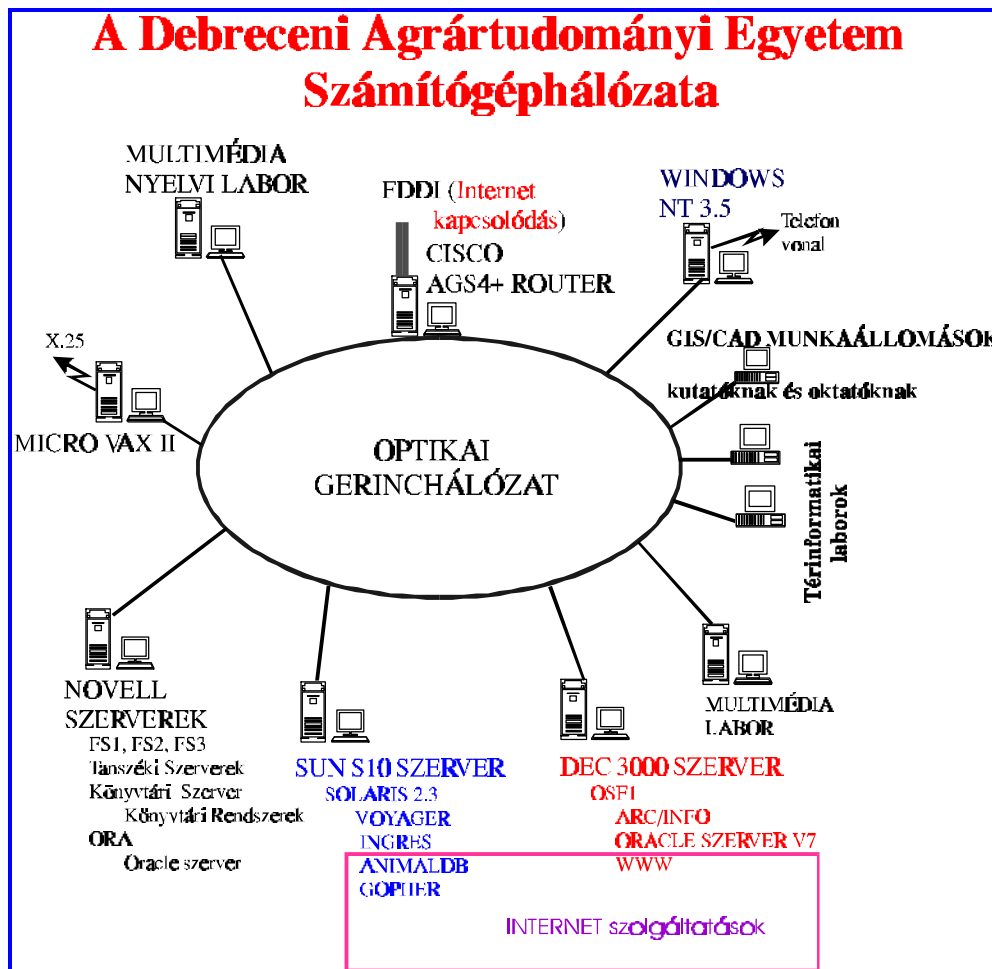 A Debreceni Agrártudományi Egyetem
Számítógéphálózata
MULTIMÉDIA
NYELVI LABOR
FDDI (Internet
kapcsolódás)
CISCO
AGS4+ ROUTER
WINDOWS
NT 3.5
Telefon
vonal
X.25
MICRO VAX II
GIS/CAD MUNKAÁLLOMÁSOK
kutatóknak és oktatóknak
OPTIKAI
GERINCHÁLÓZAT
Térinformatikai
laborok
NOVELL
SZERVEREK
FS1, FS2, FS3
Tanszéki Szerverek
Könyvtári Szerver
Könyvtári Rendszerek
ORA
Oracle szerver
SUN S10 SZERVER
SOLARIS 2.3
VOYAGER
INGRES
ANIMALDB
GOPHER
DEC 3000 SZERVER
OSF1
ARC/INFO
ORACLE SZERVER V7
WWW
MULTIMÉDIA
LABOR
INTERNET szolgáltatások